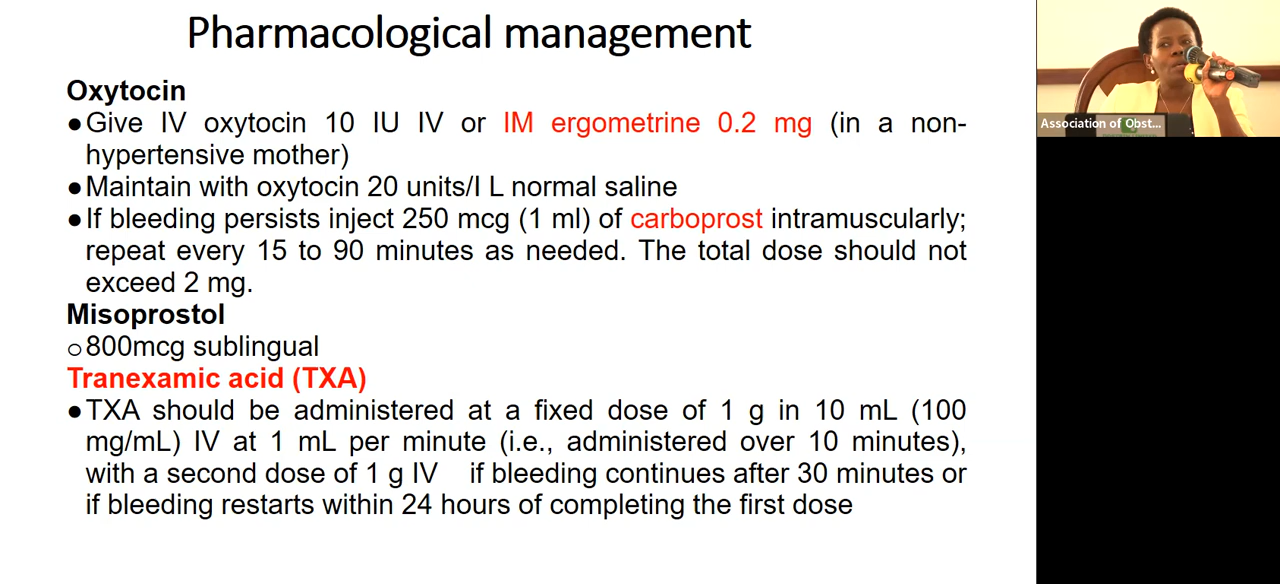 Pharmacological management
Oxytocin
●Give IV oxytocin 10 IU IV or IM ergometrine 0.2 mg (in a non-
hypertensive mother)
●Maintain with oxytocin 20 units/I L normal saline
●If bleeding persists inject 250 mcg (1 ml) of carboprost intramuscularly;
repeat every 15 to 90 minutes as needed. The total dose should not
exceed 2 mg.
Misoprostol
○800mcg sublingual
Tranexamic acid (TXA)
●TXA should be administered at a fixed dose of 1 g in 10 mL (100
mg/mL) IV at 1 mL per minute (i.e., administered over 10 minutes),
with a second dose of 1 g IV if bleeding continues after 30 minutes or
if bleeding restarts within 24 hours of completing the first dose
Association of Obst...